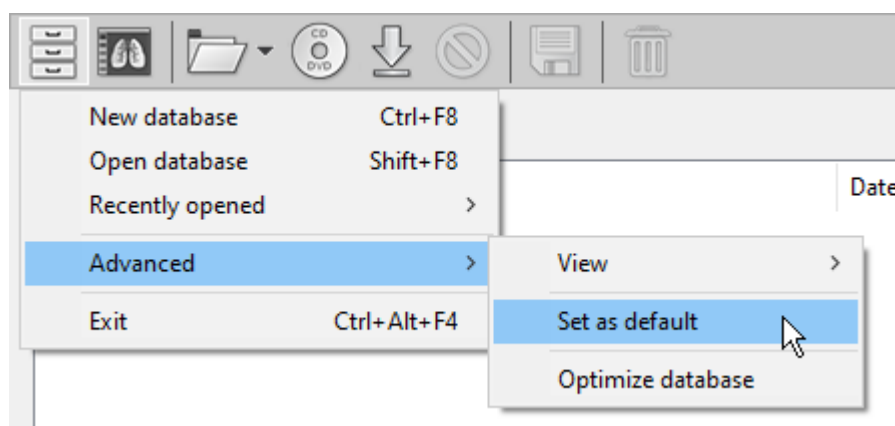 CD
DVD
New database Ctrl+F8
Open database Shift+F8
Recently opened
Date
Advanced
View
Exit Ctrl+Alt+F4
Set as default
Optimize database